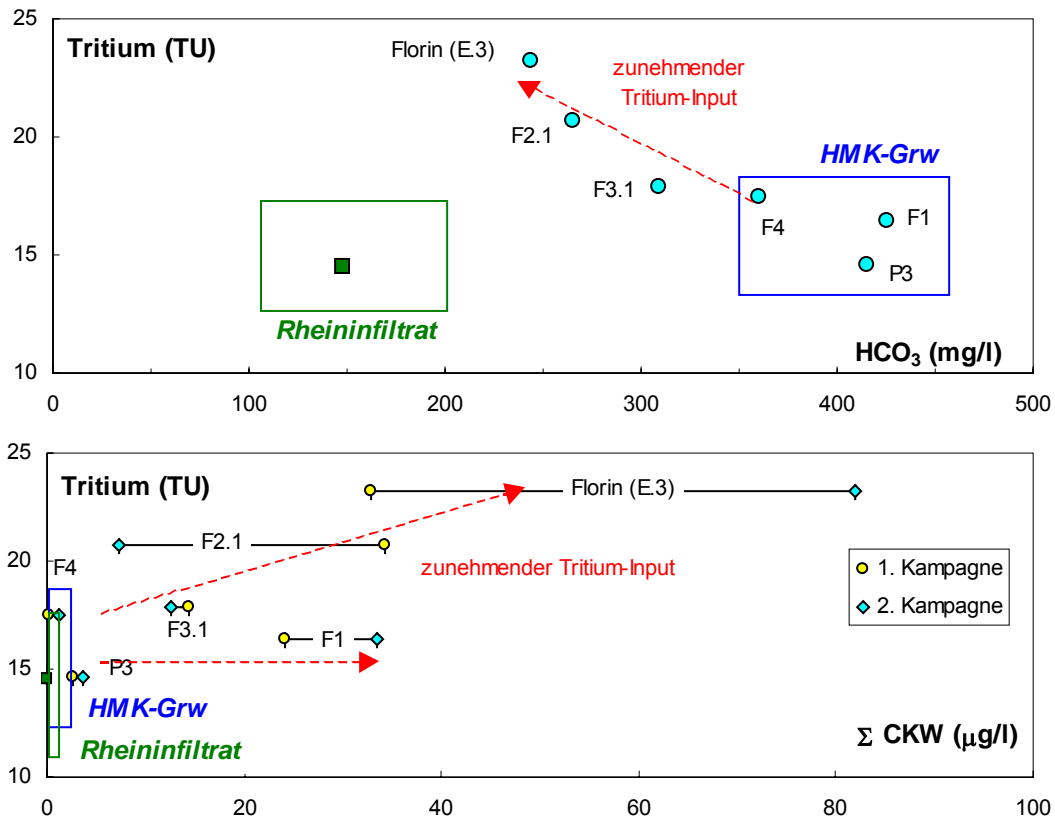 25
Tritium (TU)
Florin (E.3)
zunehmender
Tritium-Input
20
F2.1
HMK-Grw
F3.1
F4
F1
15
P3
Rheininfiltrat
10
HCO₃ (mg/l)
0 100 200 300 400 500
25
Tritium (TU)
Florin (E.3)
F2.1
20
F4
zunehmender Tritium-Input
1. Kampagne
2. Kampagne
F3.1
F1
15
P3
HMK-Grw
Rheininfiltrat
Σ CKW (µg/l)
10
0 20 40 60 80 100